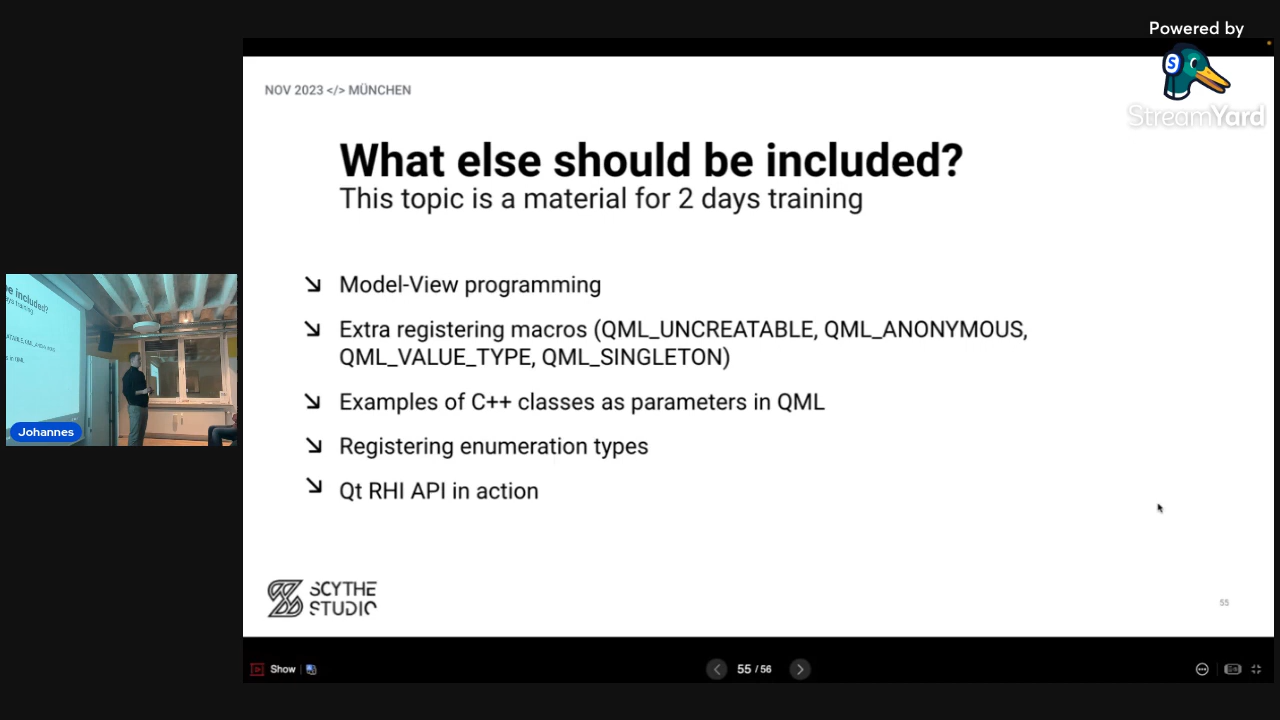 Powered by
StreamYard
NOV 2023 </> MÜNCHEN
What else should be included?
This topic is a material for 2 days training
Model-View programming
Extra registering macros (QML_UNCREATABLE, QML_ANONYMOUS,
QML_VALUE_TYPE, QML_SINGLETON)
Examples of C++ classes as parameters in QML
Registering enumeration types
Qt RHI API in action
SCYTHE
STUDIO
55
Johannes
Show
55 / 56